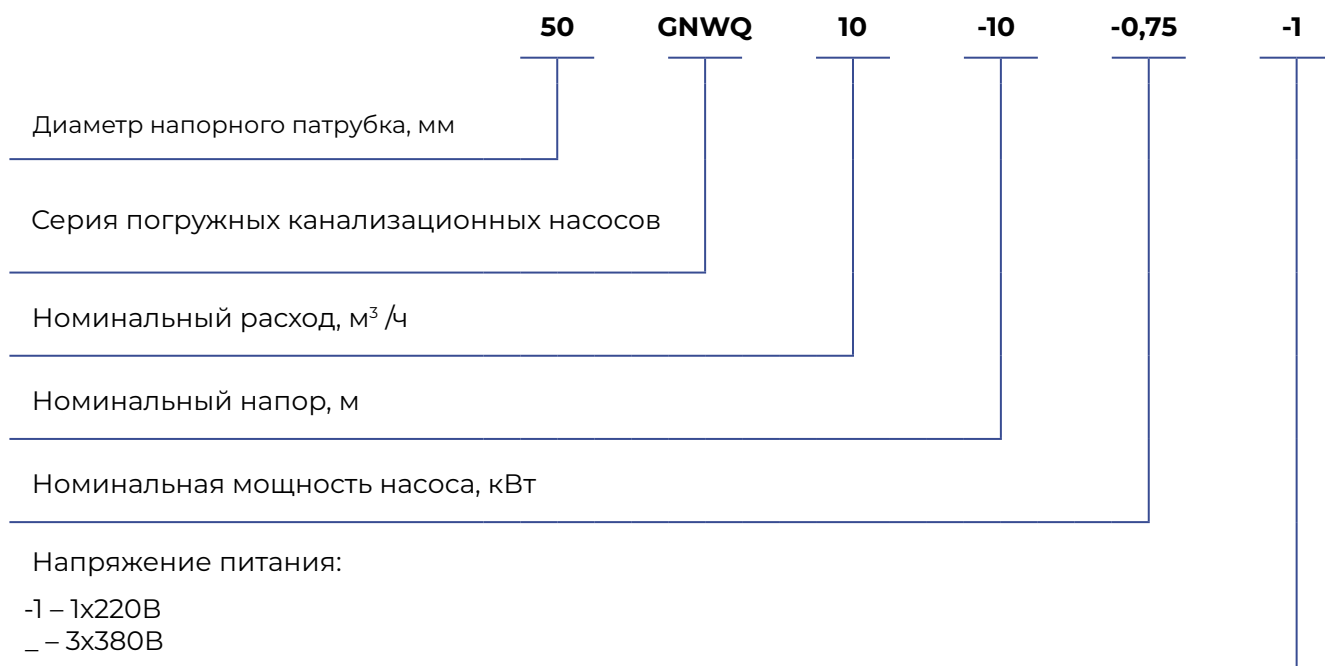 50 GNWQ 10 -10 -0,75 -1
Диаметр напорного патрубка, мм
Серия погружных канализационных насосов
Номинальный расход, м³ /ч
Номинальный напор, м
Номинальная мощность насоса, кВт
Напряжение питания:
-1 – 1х220В
_ – 3х380В